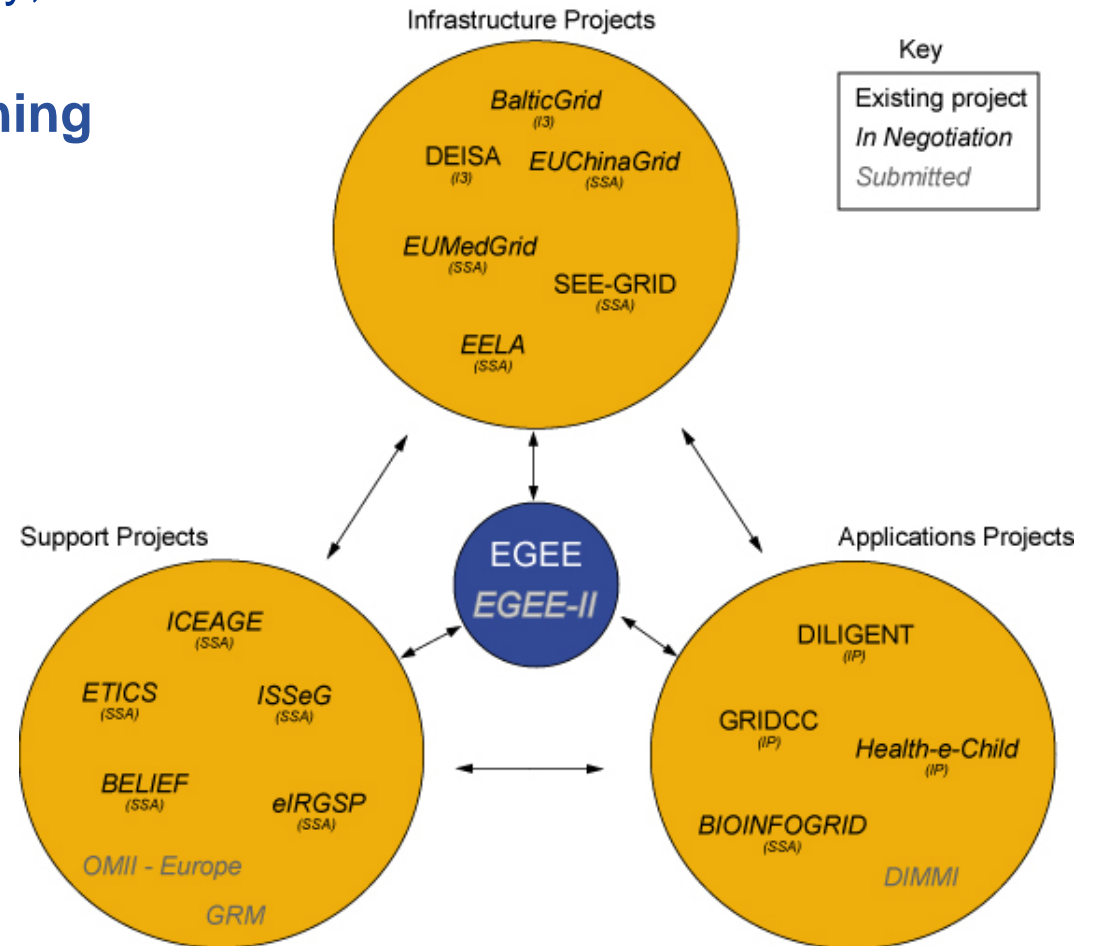 Infrastructure Projects
Key
Existing project
In Negotiation
Submitted
BalticGrid
(I3)
DEISA
(I3)
EUChinaGrid
(SSA)
EUMedGrid
(SSA)
SEE-GRID
(SSA)
EELA
(SSA)
Support Projects
Applications Projects
EGEE
EGEE-II
ICEAGE
(SSA)
ETICS
(SSA)
ISSeG
(SSA)
BELIEF
(SSA)
eIRGSP
(SSA)
OMII - Europe
GRM
DILIGENT
(IP)
GRIDCC
(IP)
Health-e-Child
(IP)
BIOINFOGRID
(SSA)
DIMMI